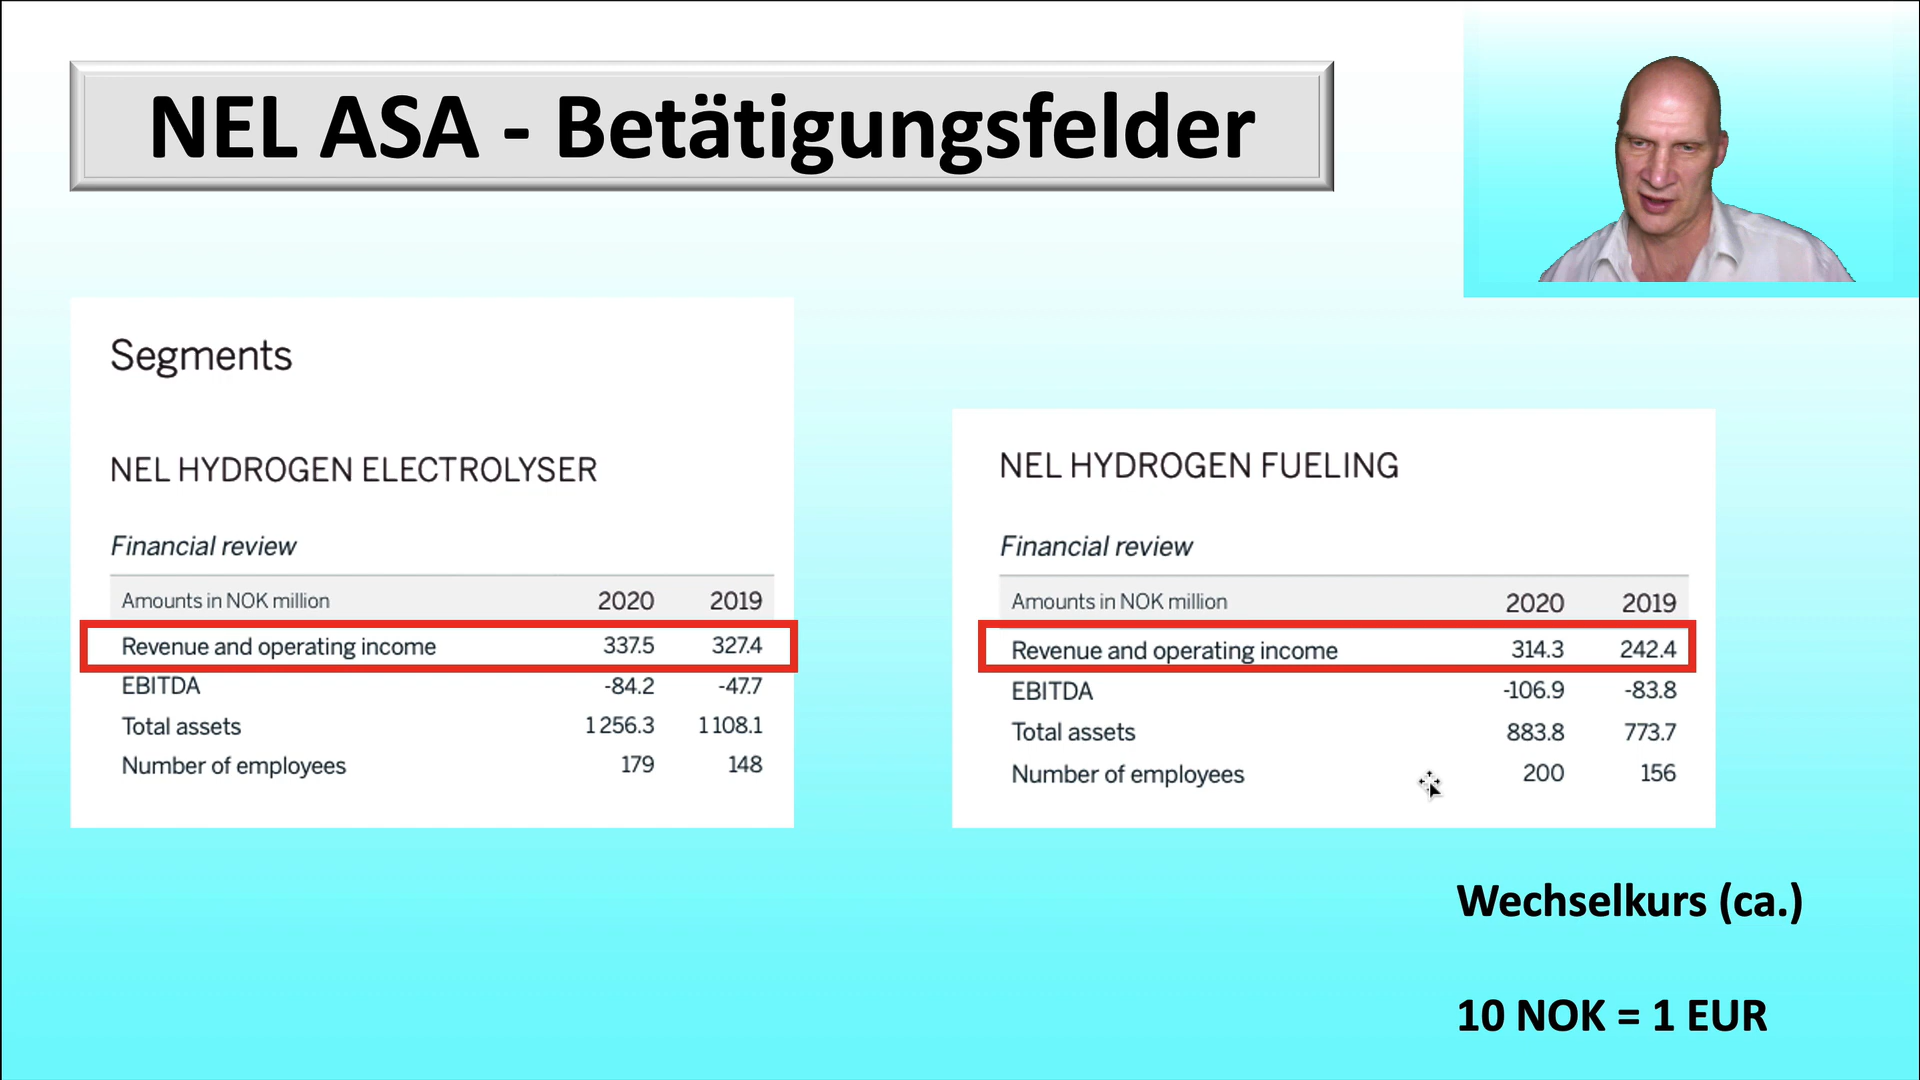 NEL ASA - Betätigungsfelder
Segments
NEL HYDROGEN ELECTROLYSER
Financial review
Amounts in NOK million 2020 2019
Revenue and operating income 337.5 327.4
EBITDA -84.2 -47.7
Total assets 1 256.3 1 108.1
Number of employees 179 148
NEL HYDROGEN FUELING
Financial review
Amounts in NOK million 2020 2019
Revenue and operating income 314.3 242.4
EBITDA -106.9 -83.8
Total assets 883.8 773.7
Number of employees 200 156
Wechselkurs (ca.)
10 NOK = 1 EUR